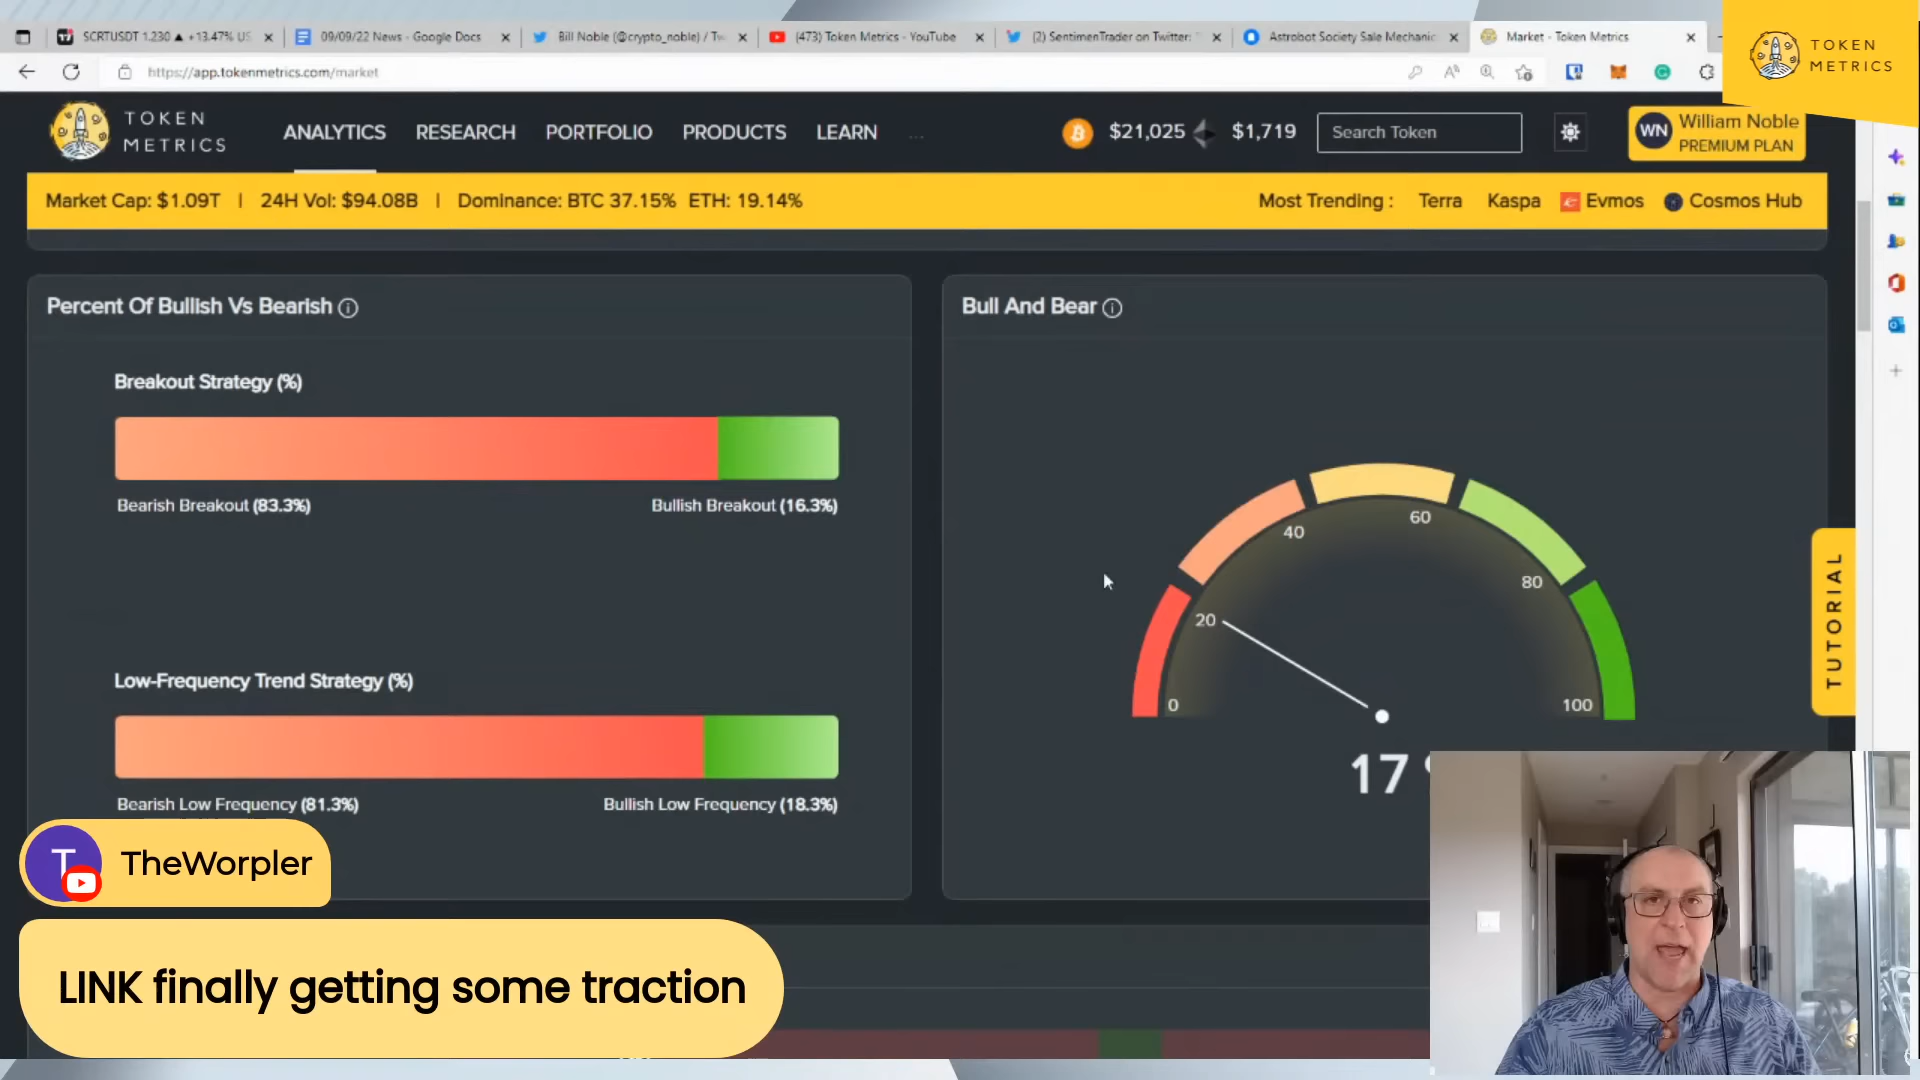 SCRTUSDT 1.230 ▲ +13.47% US
09/09/22 News - Google Docs
Bill Noble (@crypto_noble) / Tw
(473) Token Metrics - YouTube
(2) SentimenTrader on Twitter:
Astrobot Society Sale Mechanic
Market - Token Metrics
TOKEN
METRICS
https://app.tokenmetrics.com/market
TOKEN
METRICS
ANALYTICS RESEARCH PORTFOLIO PRODUCTS LEARN ...
$21,025 $1,719
Search Token
WN
William Noble
PREMIUM PLAN
Market Cap: $1.09T | 24H Vol: $94.08B | Dominance: BTC 37.15% ETH: 19.14%
Most Trending : Terra Kaspa Evmos Cosmos Hub
Percent Of Bullish Vs Bearish
Breakout Strategy (%)
Bearish Breakout (83.3%)
Bullish Breakout (16.3%)
Low-Frequency Trend Strategy (%)
Bearish Low Frequency (81.3%)
Bullish Low Frequency (18.3%)
Bull And Bear
0
20
40
60
80
100
17
TUTORIAL
T
TheWorpler
LINK finally getting some traction